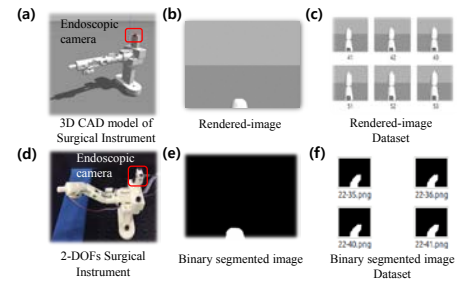 (a)
Endoscopic
camera
3D CAD model of
Surgical Instrument
(b)
Rendered-image
(c)
41
42
43
51
52
53
Rendered-image
Dataset
(d)
Endoscopic
camera
2-DOFs Surgical
Instrument
(e)
Binary segmented image
(f)
22-35.png
22-36.png
22-40.png
22-41.png
Binary segmented image
Dataset